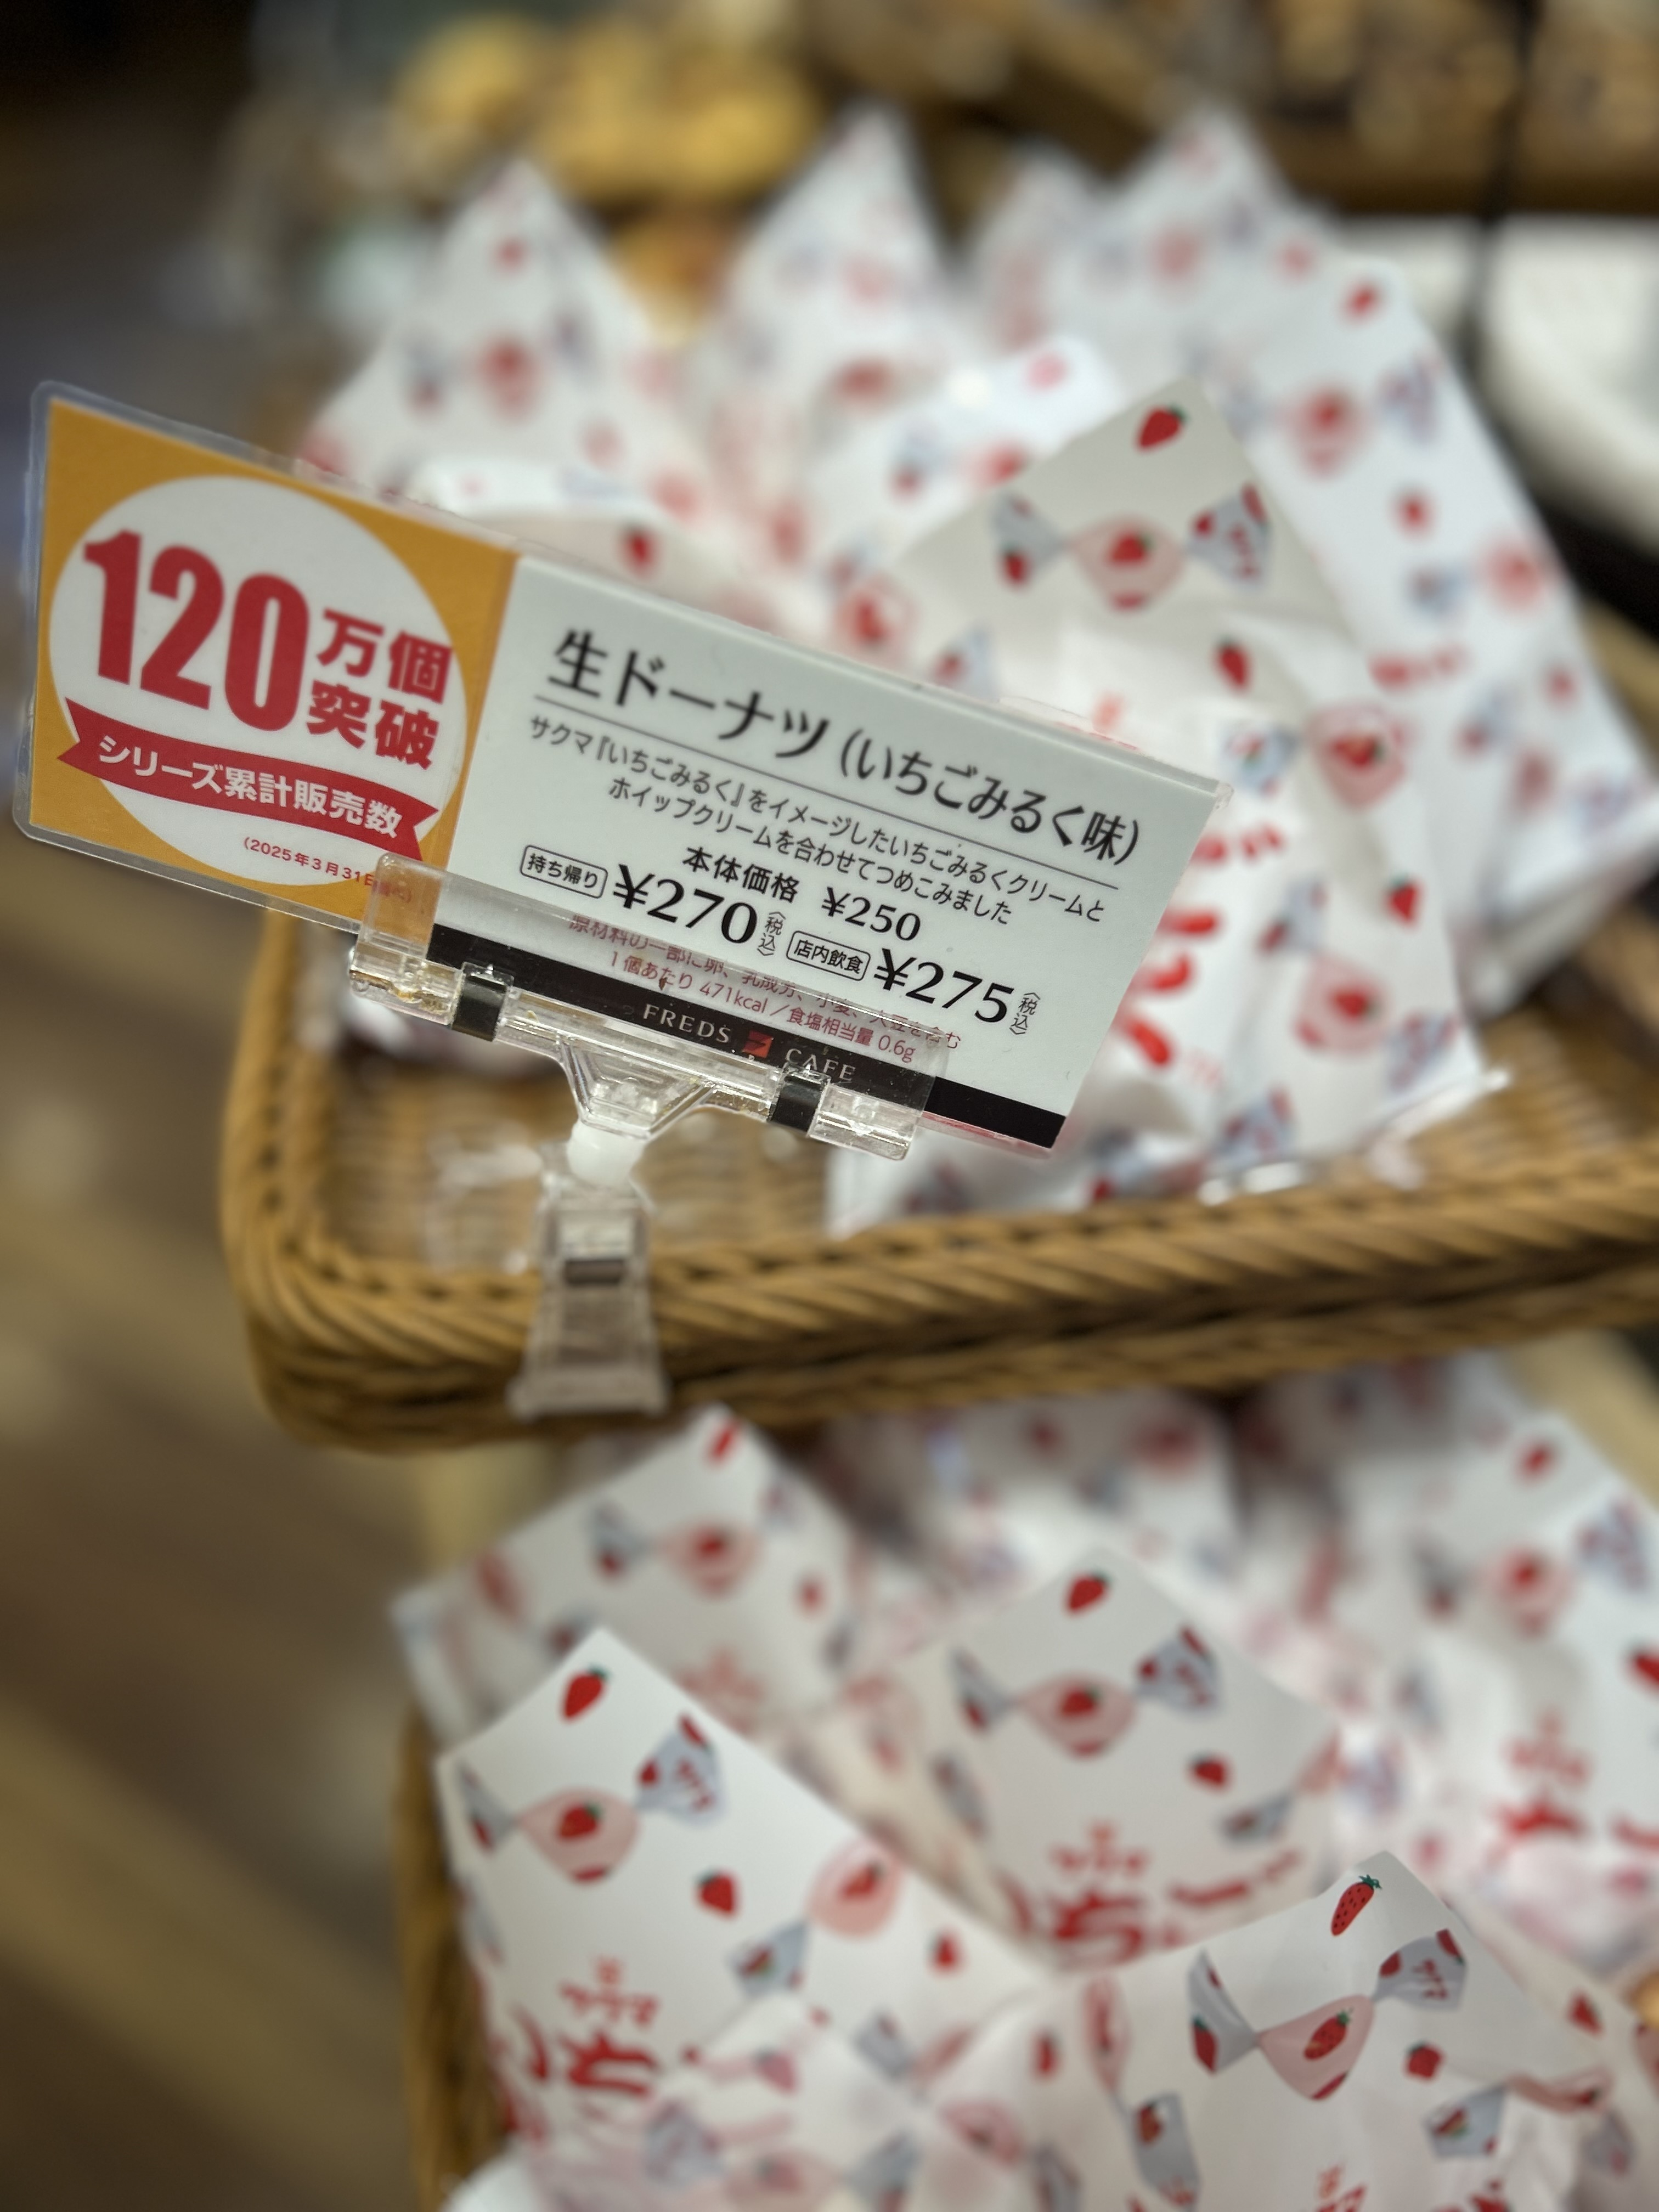 120万個
突破
シリーズ累計販売数
(2025年3月31日
生ドーナツ(いちごみるく味)
サクマ『いちごみるく』をイメージしたいちごみるくクリームと
ホイップクリームを合わせてつめこみました
本体価格 ¥250
持ち帰り ¥270〈税込〉 店内飲食 ¥275〈税込〉
原材料の一部に卵、乳成分、小麦、大豆を含む
1個あたり 471kcal/食塩相当量 0.6g
FREDS CAFE